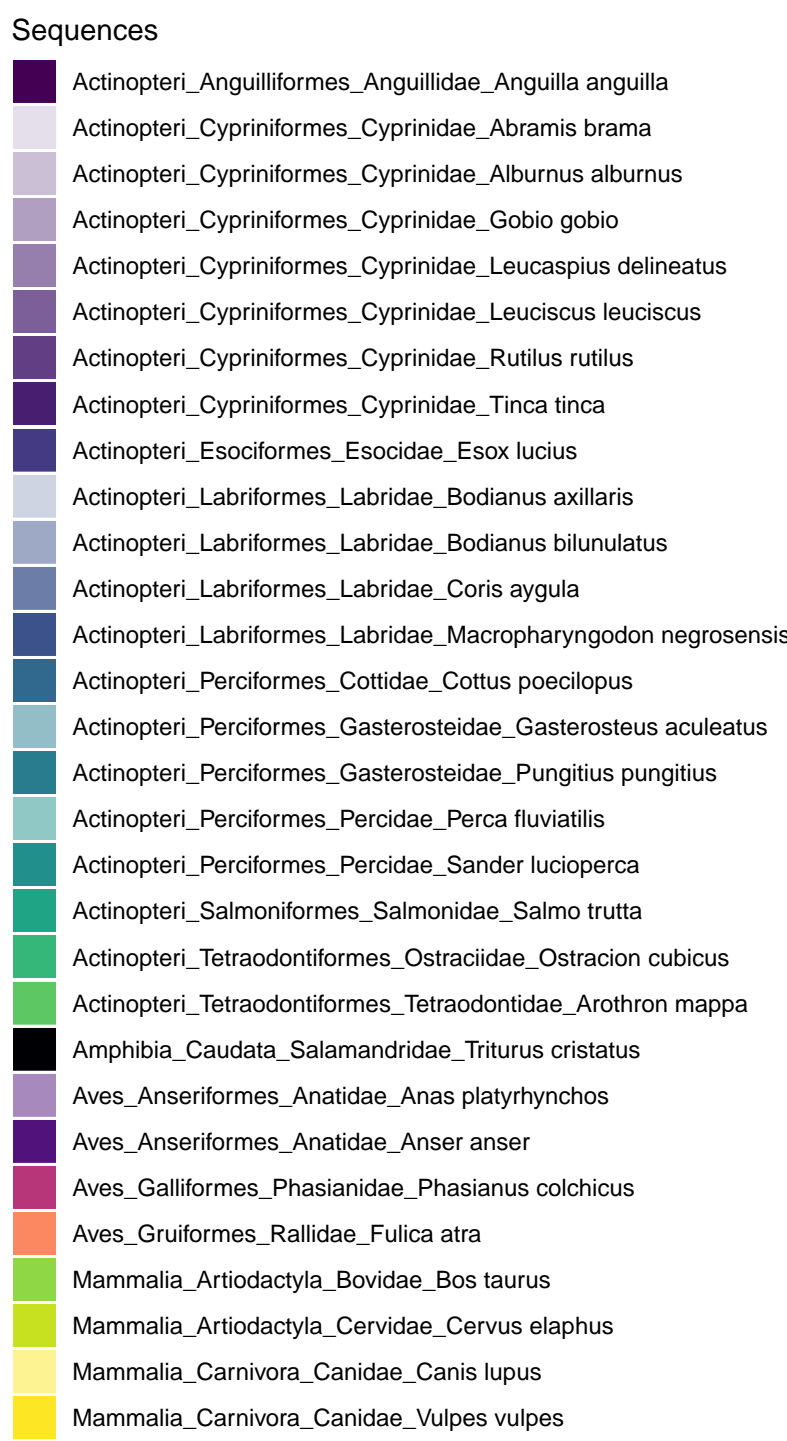 Sequences
Actinopteri_Anguilliformes_Anguillidae_Anguilla anguilla
Actinopteri_Cypriniformes_Cyprinidae_Abramis brama
Actinopteri_Cypriniformes_Cyprinidae_Alburnus alburnus
Actinopteri_Cypriniformes_Cyprinidae_Gobio gobio
Actinopteri_Cypriniformes_Cyprinidae_Leucaspius delineatus
Actinopteri_Cypriniformes_Cyprinidae_Leuciscus leuciscus
Actinopteri_Cypriniformes_Cyprinidae_Rutilus rutilus
Actinopteri_Cypriniformes_Cyprinidae_Tinca tinca
Actinopteri_Esociformes_Esocidae_Esox lucius
Actinopteri_Labriformes_Labridae_Bodianus axillaris
Actinopteri_Labriformes_Labridae_Bodianus bilunulatus
Actinopteri_Labriformes_Labridae_Coris aygula
Actinopteri_Labriformes_Labridae_Macropharyngodon negrosensis
Actinopteri_Perciformes_Cottidae_Cottus poecilopus
Actinopteri_Perciformes_Gasterosteidae_Gasterosteus aculeatus
Actinopteri_Perciformes_Gasterosteidae_Pungitius pungitius
Actinopteri_Perciformes_Percidae_Perca fluviatilis
Actinopteri_Perciformes_Percidae_Sander lucioperca
Actinopteri_Salmoniformes_Salmonidae_Salmo trutta
Actinopteri_Tetraodontiformes_Ostraciidae_Ostracion cubicus
Actinopteri_Tetraodontiformes_Tetraodontidae_Arothron mappa
Amphibia_Caudata_Salamandridae_Triturus cristatus
Aves_Anseriformes_Anatidae_Anas platyrhynchos
Aves_Anseriformes_Anatidae_Anser anser
Aves_Galliformes_Phasianidae_Phasianus colchicus
Aves_Gruiformes_Rallidae_Fulica atra
Mammalia_Artiodactyla_Bovidae_Bos taurus
Mammalia_Artiodactyla_Cervidae_Cervus elaphus
Mammalia_Carnivora_Canidae_Canis lupus
Mammalia_Carnivora_Canidae_Vulpes vulpes